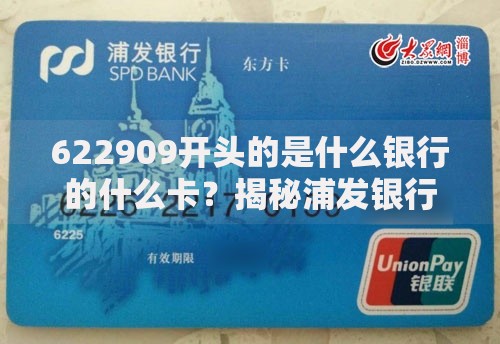 浦发银行
SPD BANK
东方卡
大众网
淄博
ZIBO.DZWWW.COM
622909开头的是什么银行
的什么卡？揭秘浦发银行
6225
有效期限
UnionPay
银联